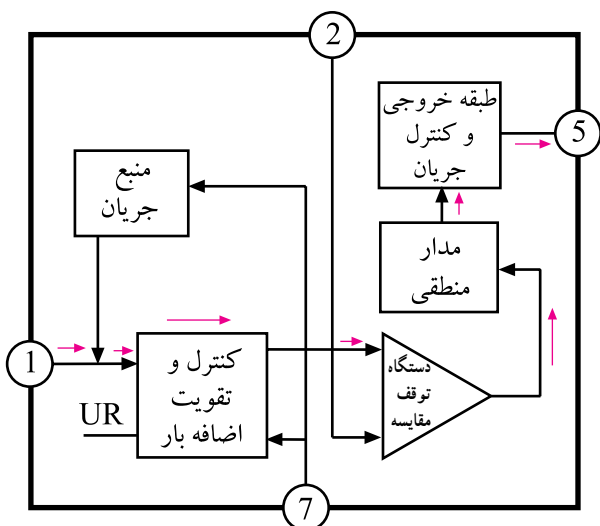 2
طبقه خروجی
و
کنترل
جریان
5
منبع
جریان
مدار
منطقی
1
کنترل و
تقویت
اضافه بار
دستگاه
توقف
مقایسه
UR
7